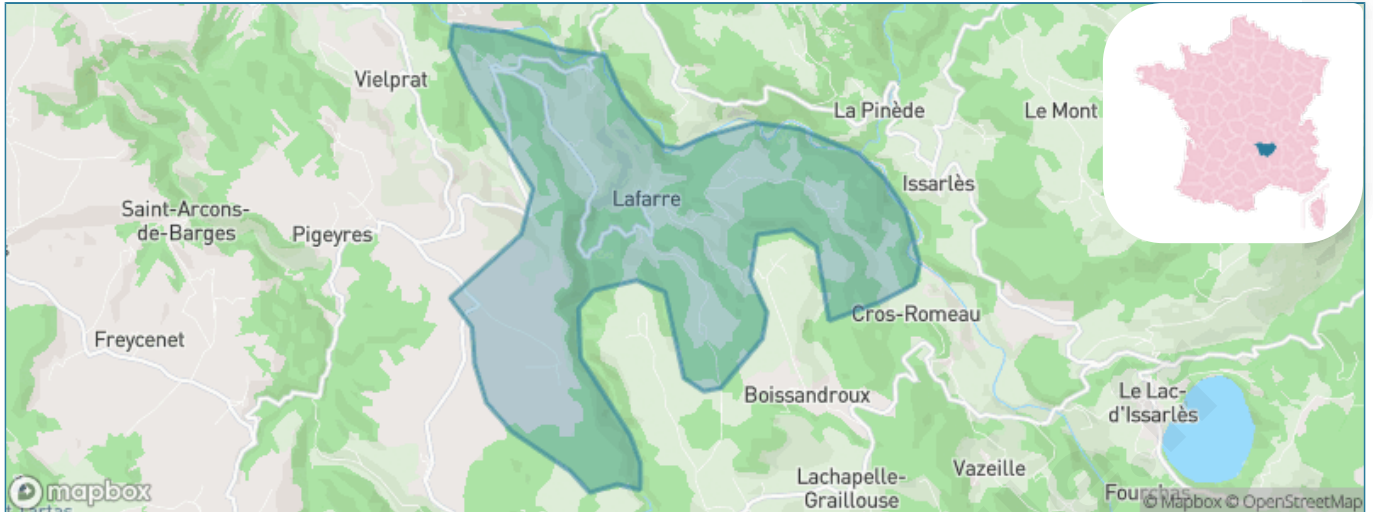 Vielprat
La Pinède
Le Mont
Issarlès
Lafarre
Saint-Arcons-
de-Barges
Pigeyres
Cros-Romeau
Freycenet
Boissandroux
Le Lac-
d'Issarlès
Vazeille
Lachapelle-
Graillouse
Fourchas
mapbox
© Mapbox © OpenStreetMap